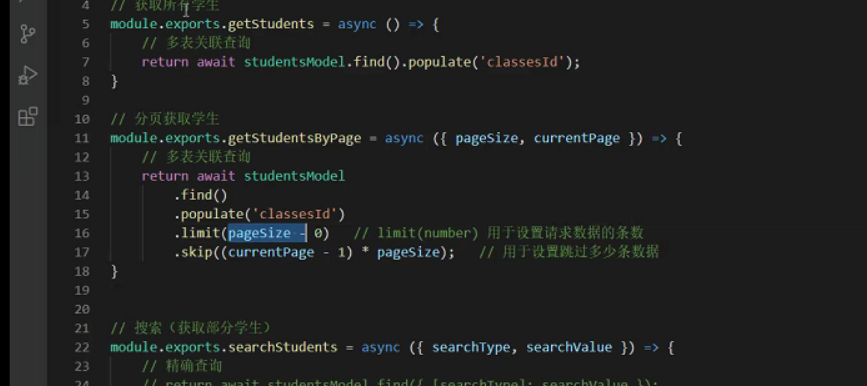 4 // 获取所有学生
5 module.exports.getStudents = async () => {
6 // 多表关联查询
7 return await studentsModel.find().populate('classesId');
8 }
9
10 // 分页获取学生
11 module.exports.getStudentsByPage = async ({ pageSize, currentPage }) => {
12 // 多表关联查询
13 return await studentsModel
14 .find()
15 .populate('classesId')
16 .limit(pageSize - 0) // limit(number) 用于设置请求数据的条数
17 .skip((currentPage - 1) * pageSize); // 用于设置跳过多少条数据
18 }
19
20
21 // 搜索（获取部分学生）
22 module.exports.searchStudents = async ({ searchType, searchValue }) => {
23 // 精确查询
24 // return await studentsModel.find({ [searchType]: searchValue });